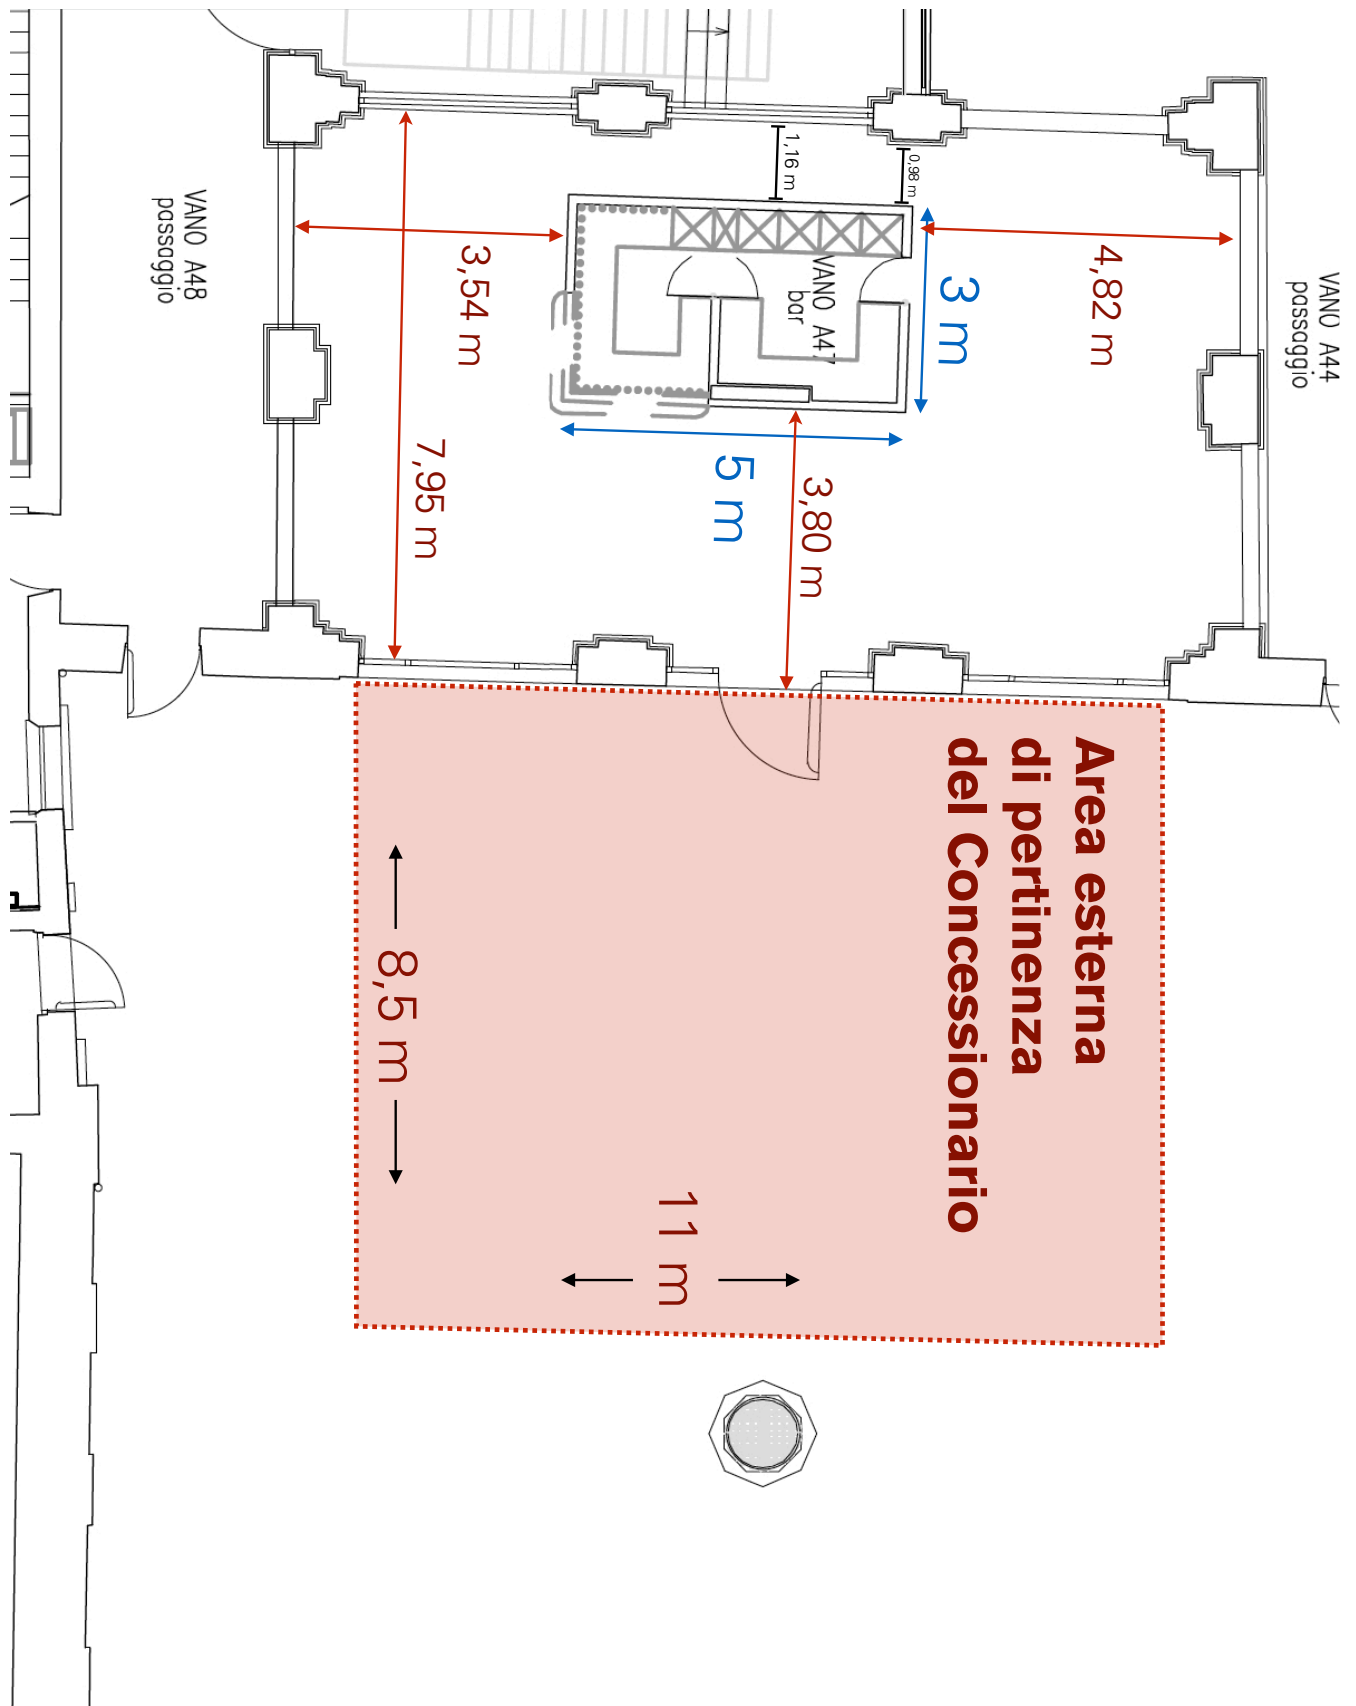 VANO A44
passaggio
4,82 m
0,98 m
3 m
1,16 m
VANO A47
bar
3,80 m
5 m
3,54 m
7,95 m
VANO A48
passaggio
Area esterna
di pertinenza
del Concessionario
11 m
8,5 m